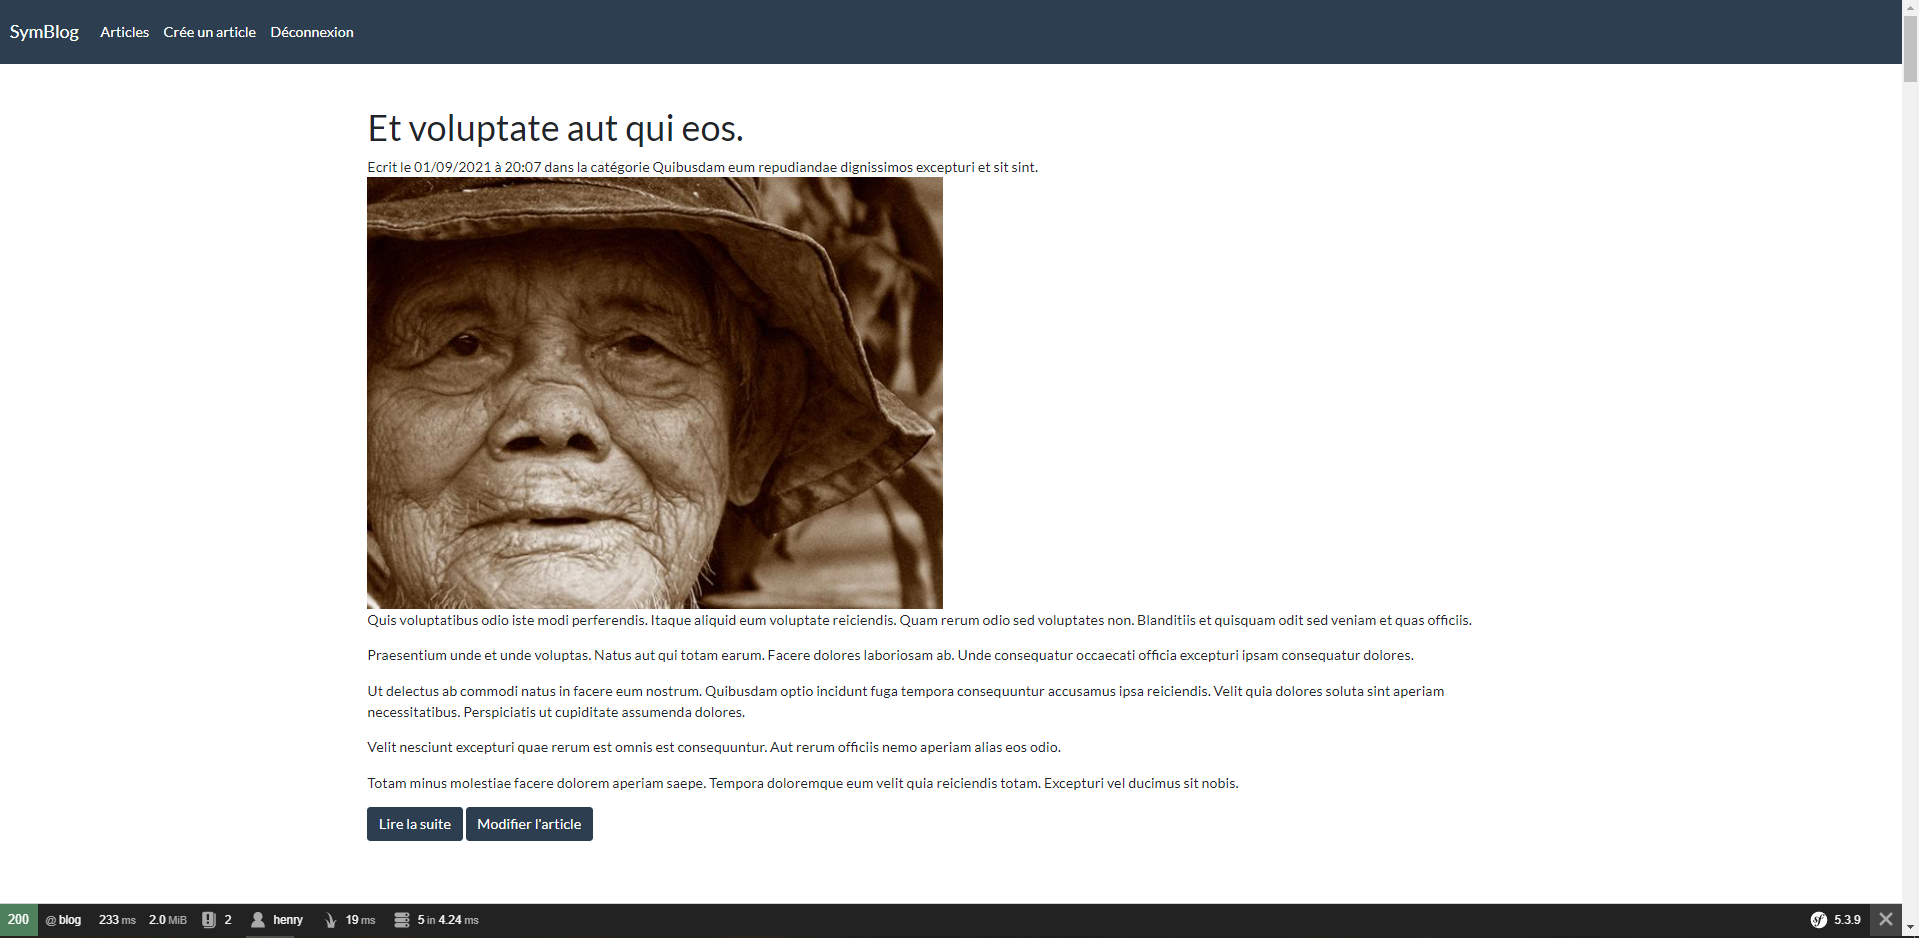 SymBlog Articles Crée un article Déconnexion
Et voluptate aut qui eos.
Ecrit le 01/09/2021 à 20:07 dans la catégorie Quibusdam eum repudiandae dignissimos excepturi et sit sint.
Quis voluptatibus odio iste modi perferendis. Itaque aliquid eum voluptate reiciendis. Quam rerum odio sed voluptates non. Blanditiis et quisquam odit sed veniam et quas officiis.
Praesentium unde et unde voluptas. Natus aut qui totam earum. Facere dolores laboriosam ab. Unde consequatur occaecati officia excepturi ipsam consequatur dolores.
Ut delectus ab commodi natus in facere eum nostrum. Quibusdam optio incidunt fuga tempora consequuntur accusamus ipsa reiciendis. Velit quia dolores soluta sint aperiam
necessitatibus. Perspiciatis ut cupiditate assumenda dolores.
Velit nesciunt excepturi quae rerum est omnis est consequuntur. Aut rerum officiis nemo aperiam alias eos odio.
Totam minus molestiae facere dolorem aperiam saepe. Tempora doloremque eum velit quia reiciendis totam. Excepturi vel ducimus sit nobis.
Lire la suite Modifier l'article
200 @ blog 233 ms 2.0 MiB 2 henry 19 ms 5 in 4.24 ms sf 5.3.9